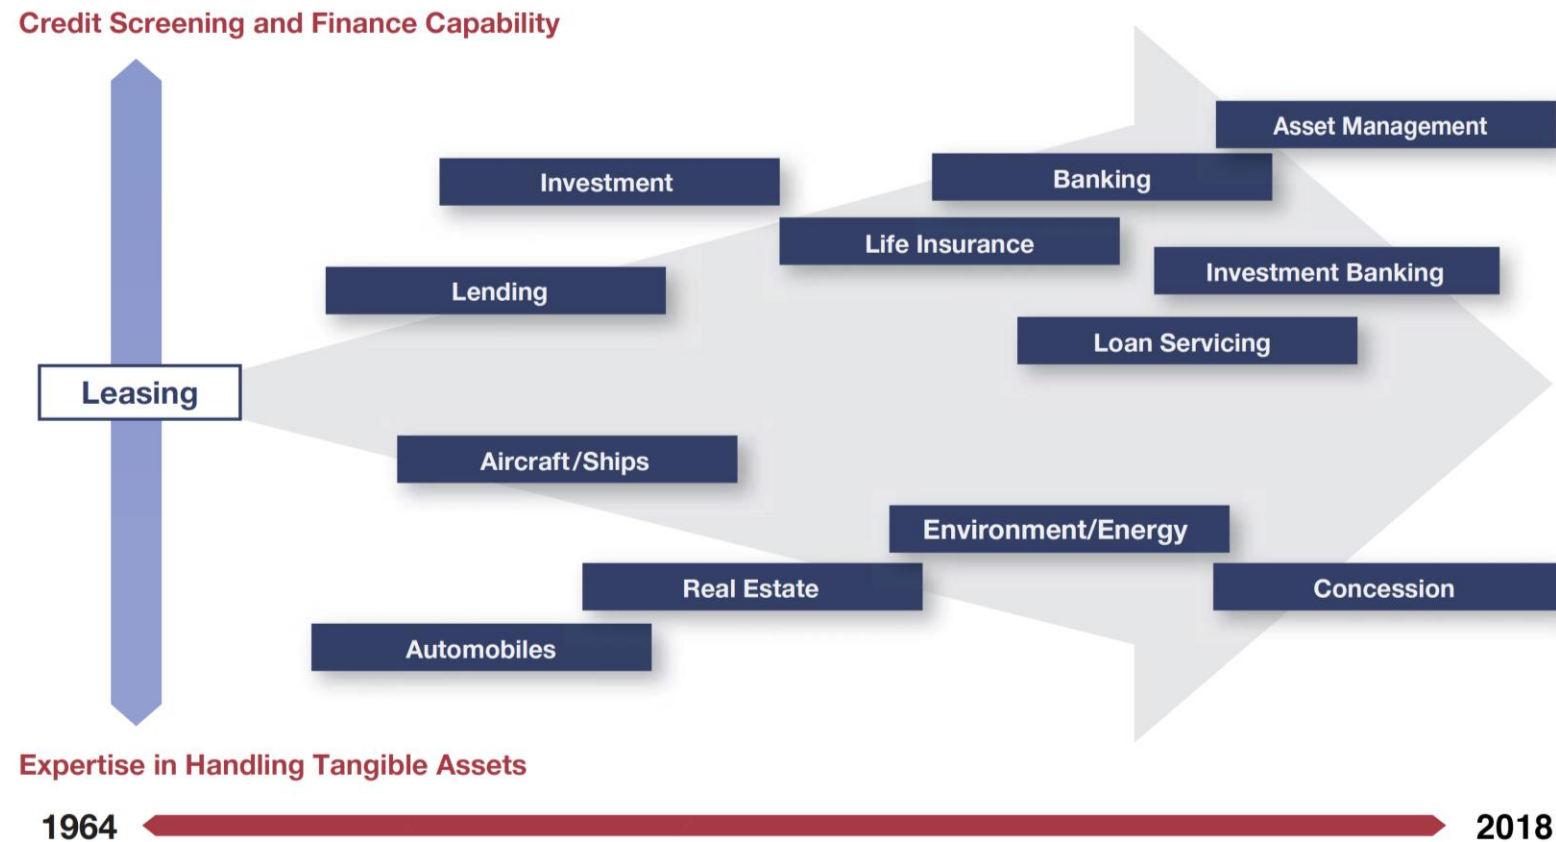 Credit Screening and Finance Capability
Asset Management
Investment
Banking
Life Insurance
Investment Banking
Lending
Loan Servicing
Leasing
Aircraft/Ships
Environment/Energy
Real Estate
Concession
Automobiles
Expertise in Handling Tangible Assets
1964
2018